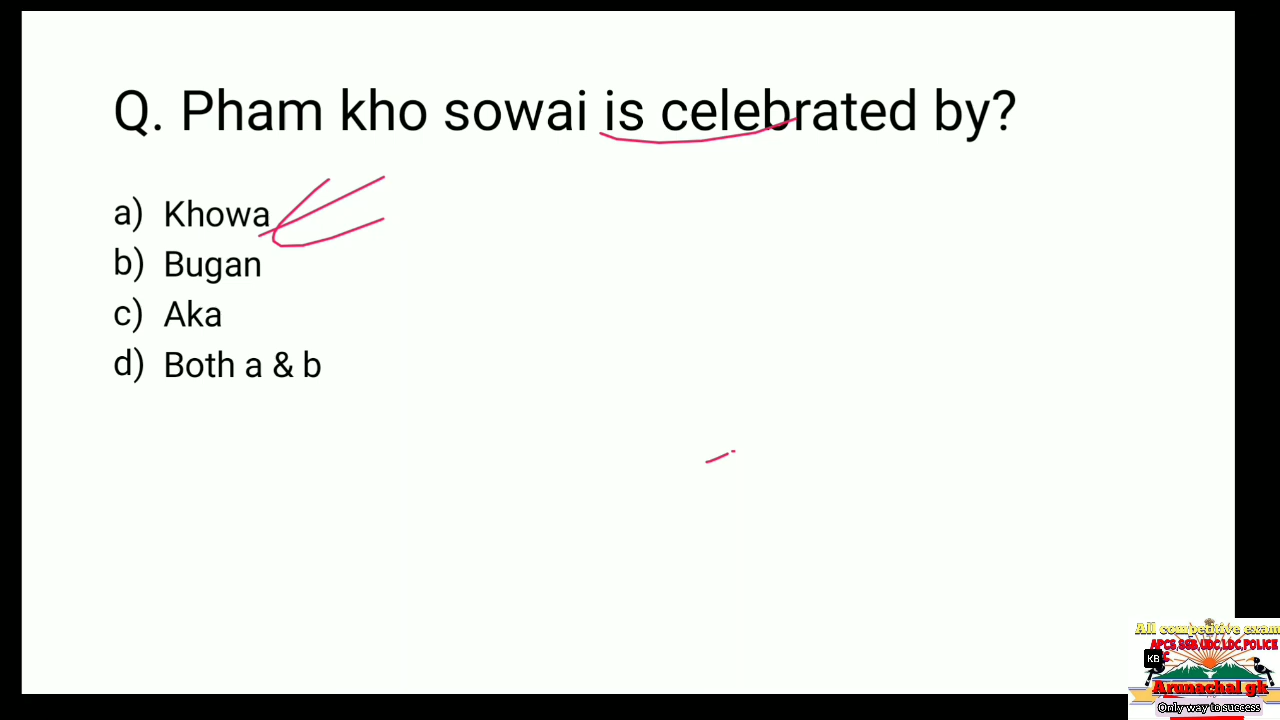 Q. Pham kho sowai is celebrated by?
a) Khowa
b) Bugan
c) Aka
d) Both a & b
All competitive exam
APCS,SSB,UDC,LDC,POLICE
KB
Arunachal gk
Only way to success